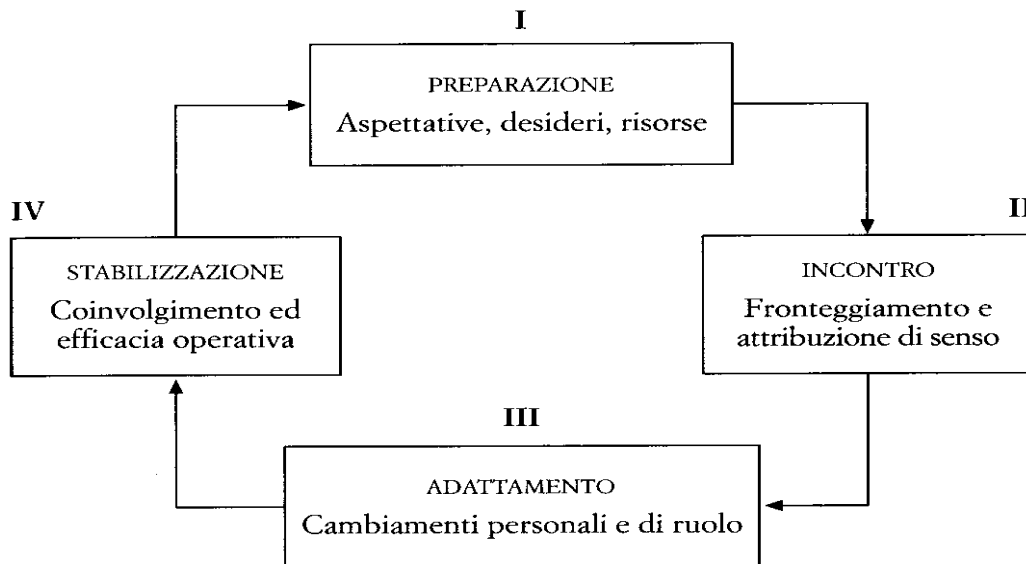 I
PREPARAZIONE
Aspettative, desideri, risorse
II
INCONTRO
Fronteggiamento e
attribuzione di senso
III
ADATTAMENTO
Cambiamenti personali e di ruolo
IV
STABILIZZAZIONE
Coinvolgimento ed
efficacia operativa